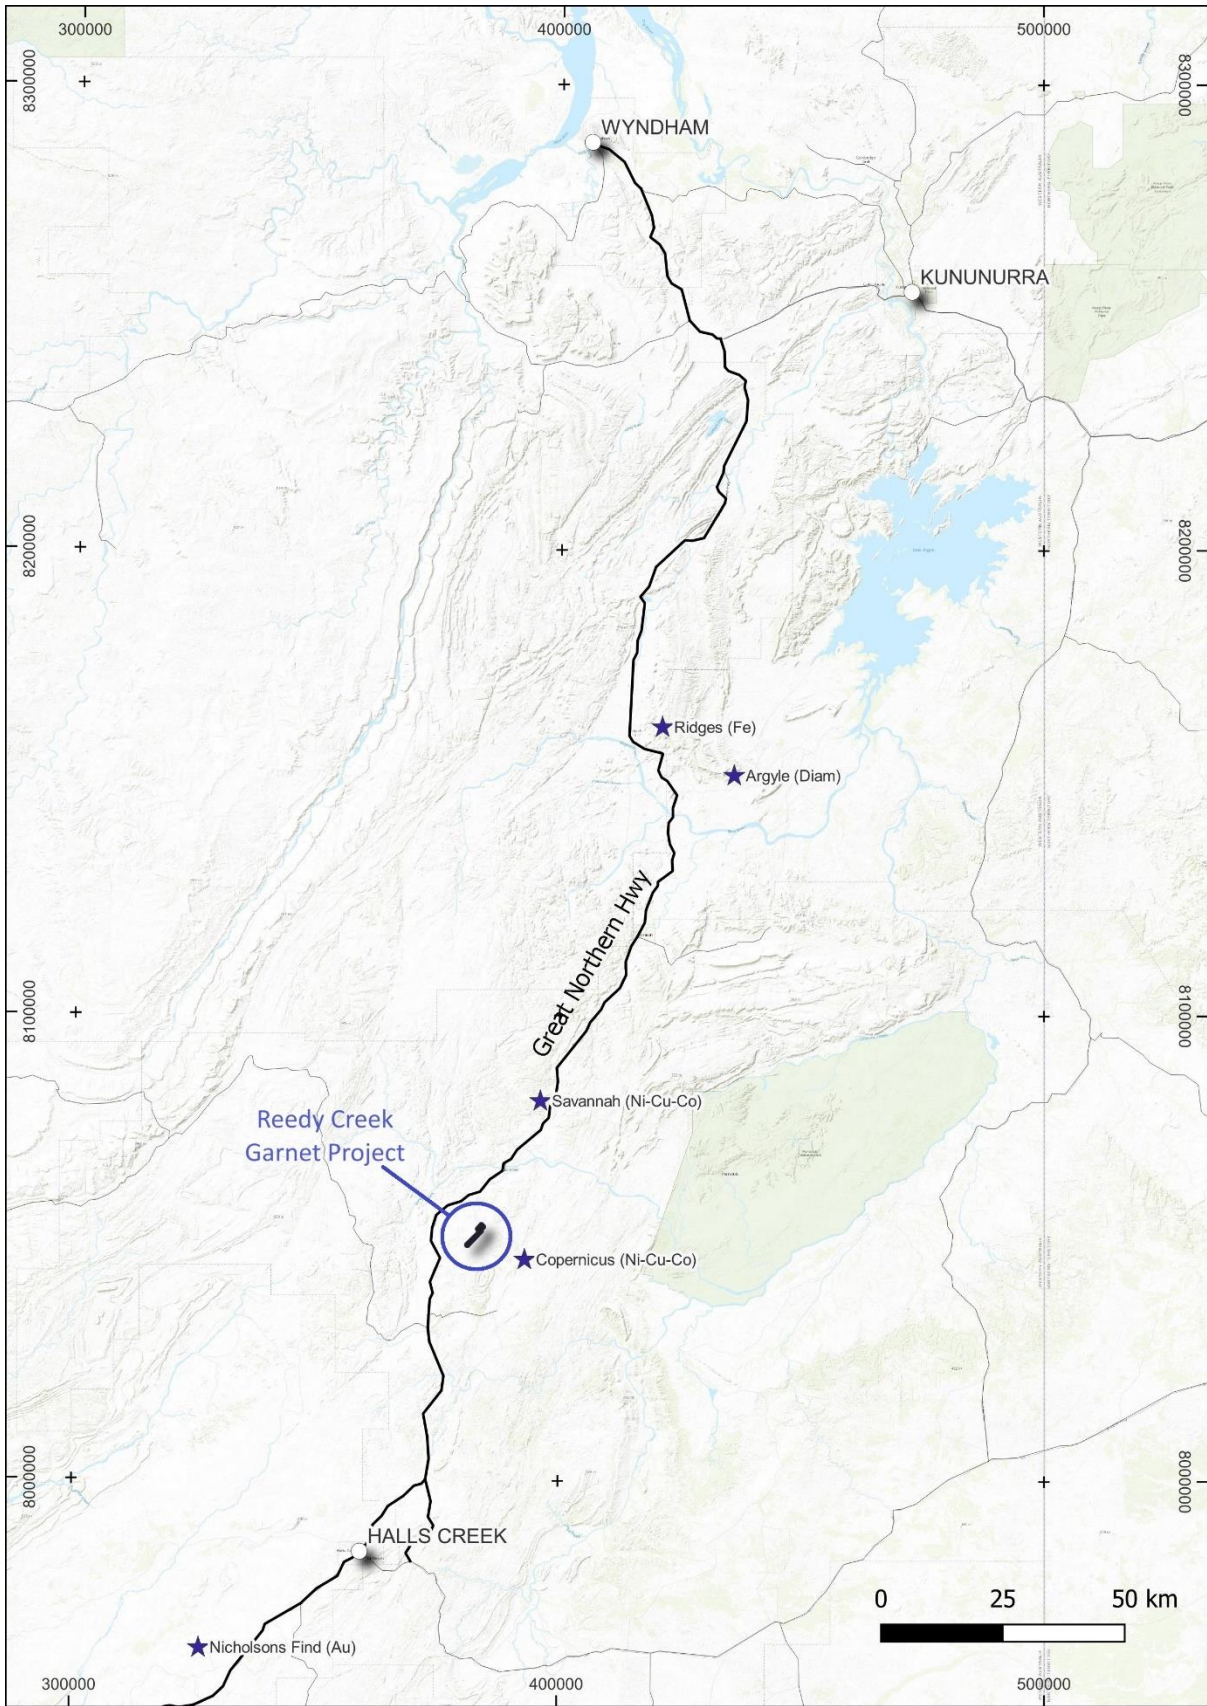 300000
400000
500000
8300000
8300000
WYNDHAM
KUNUNURRA
8200000
8200000
Ridges (Fe)
Argyle (Diam)
Great Northern Hwy
8100000
8100000
Savannah (Ni-Cu-Co)
Reedy Creek
Garnet Project
Copernicus (Ni-Cu-Co)
8000000
8000000
HALLS CREEK
0 25 50 km
Nicholsons Find (Au)
300000
400000
500000